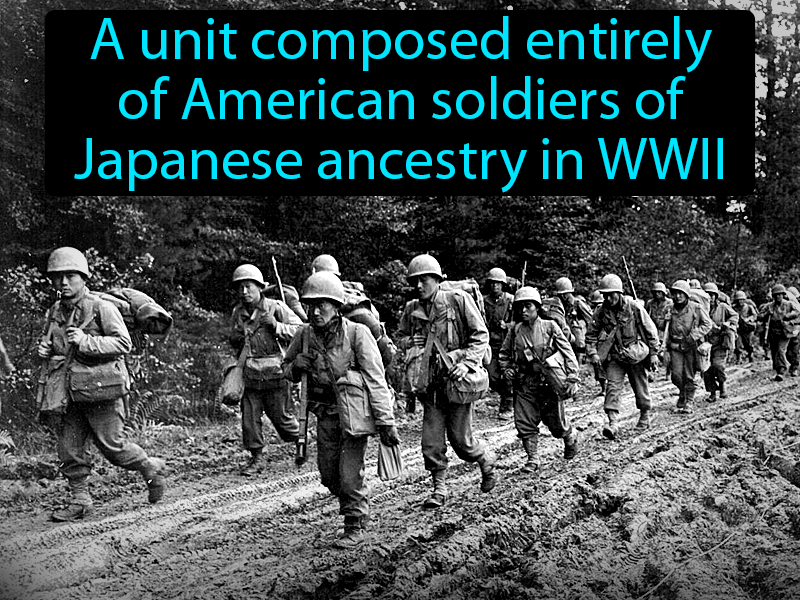 A unit composed entirely
of American soldiers of
Japanese ancestry in WWII